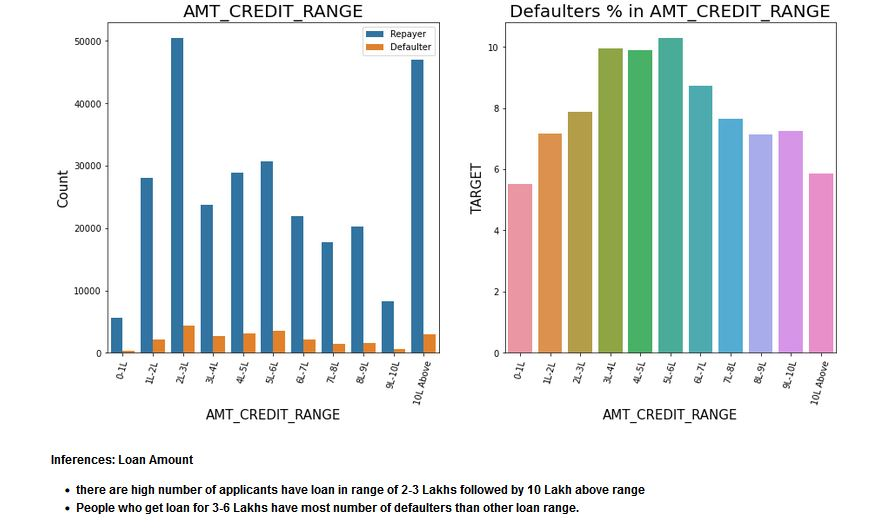 AMT_CREDIT_RANGE
Repayer
Defaulter
50000
40000
30000
20000
10000
0
Count
0-1L
1L-2L
2L-3L
3L-4L
4L-5L
5L-6L
6L-7L
7L-8L
8L-9L
9L-10L
10L Above
AMT_CREDIT_RANGE
Defaulters % in AMT_CREDIT_RANGE
10
8
6
4
2
0
TARGET
0-1L
1L-2L
2L-3L
3L-4L
4L-5L
5L-6L
6L-7L
7L-8L
8L-9L
9L-10L
10L Above
AMT_CREDIT_RANGE
Inferences: Loan Amount
• there are high number of applicants have loan in range of 2-3 Lakhs followed by 10 Lakh above range
• People who get loan for 3-6 Lakhs have most number of defaulters than other loan range.